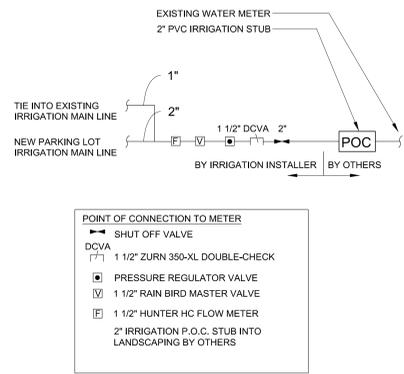 EXISTING WATER METER
2" PVC IRRIGATION STUB
1"
TIE INTO EXISTING
IRRIGATION MAIN LINE
2"
1 1/2" DCVA
2"
NEW PARKING LOT
IRRIGATION MAIN LINE
F
V
POC
BY IRRIGATION INSTALLER
BY OTHERS
POINT OF CONNECTION TO METER
SHUT OFF VALVE
DCVA
1 1/2" ZURN 350-XL DOUBLE-CHECK
PRESSURE REGULATOR VALVE
V 1 1/2" RAIN BIRD MASTER VALVE
F 1 1/2" HUNTER HC FLOW METER
2" IRRIGATION P.O.C. STUB INTO
LANDSCAPING BY OTHERS